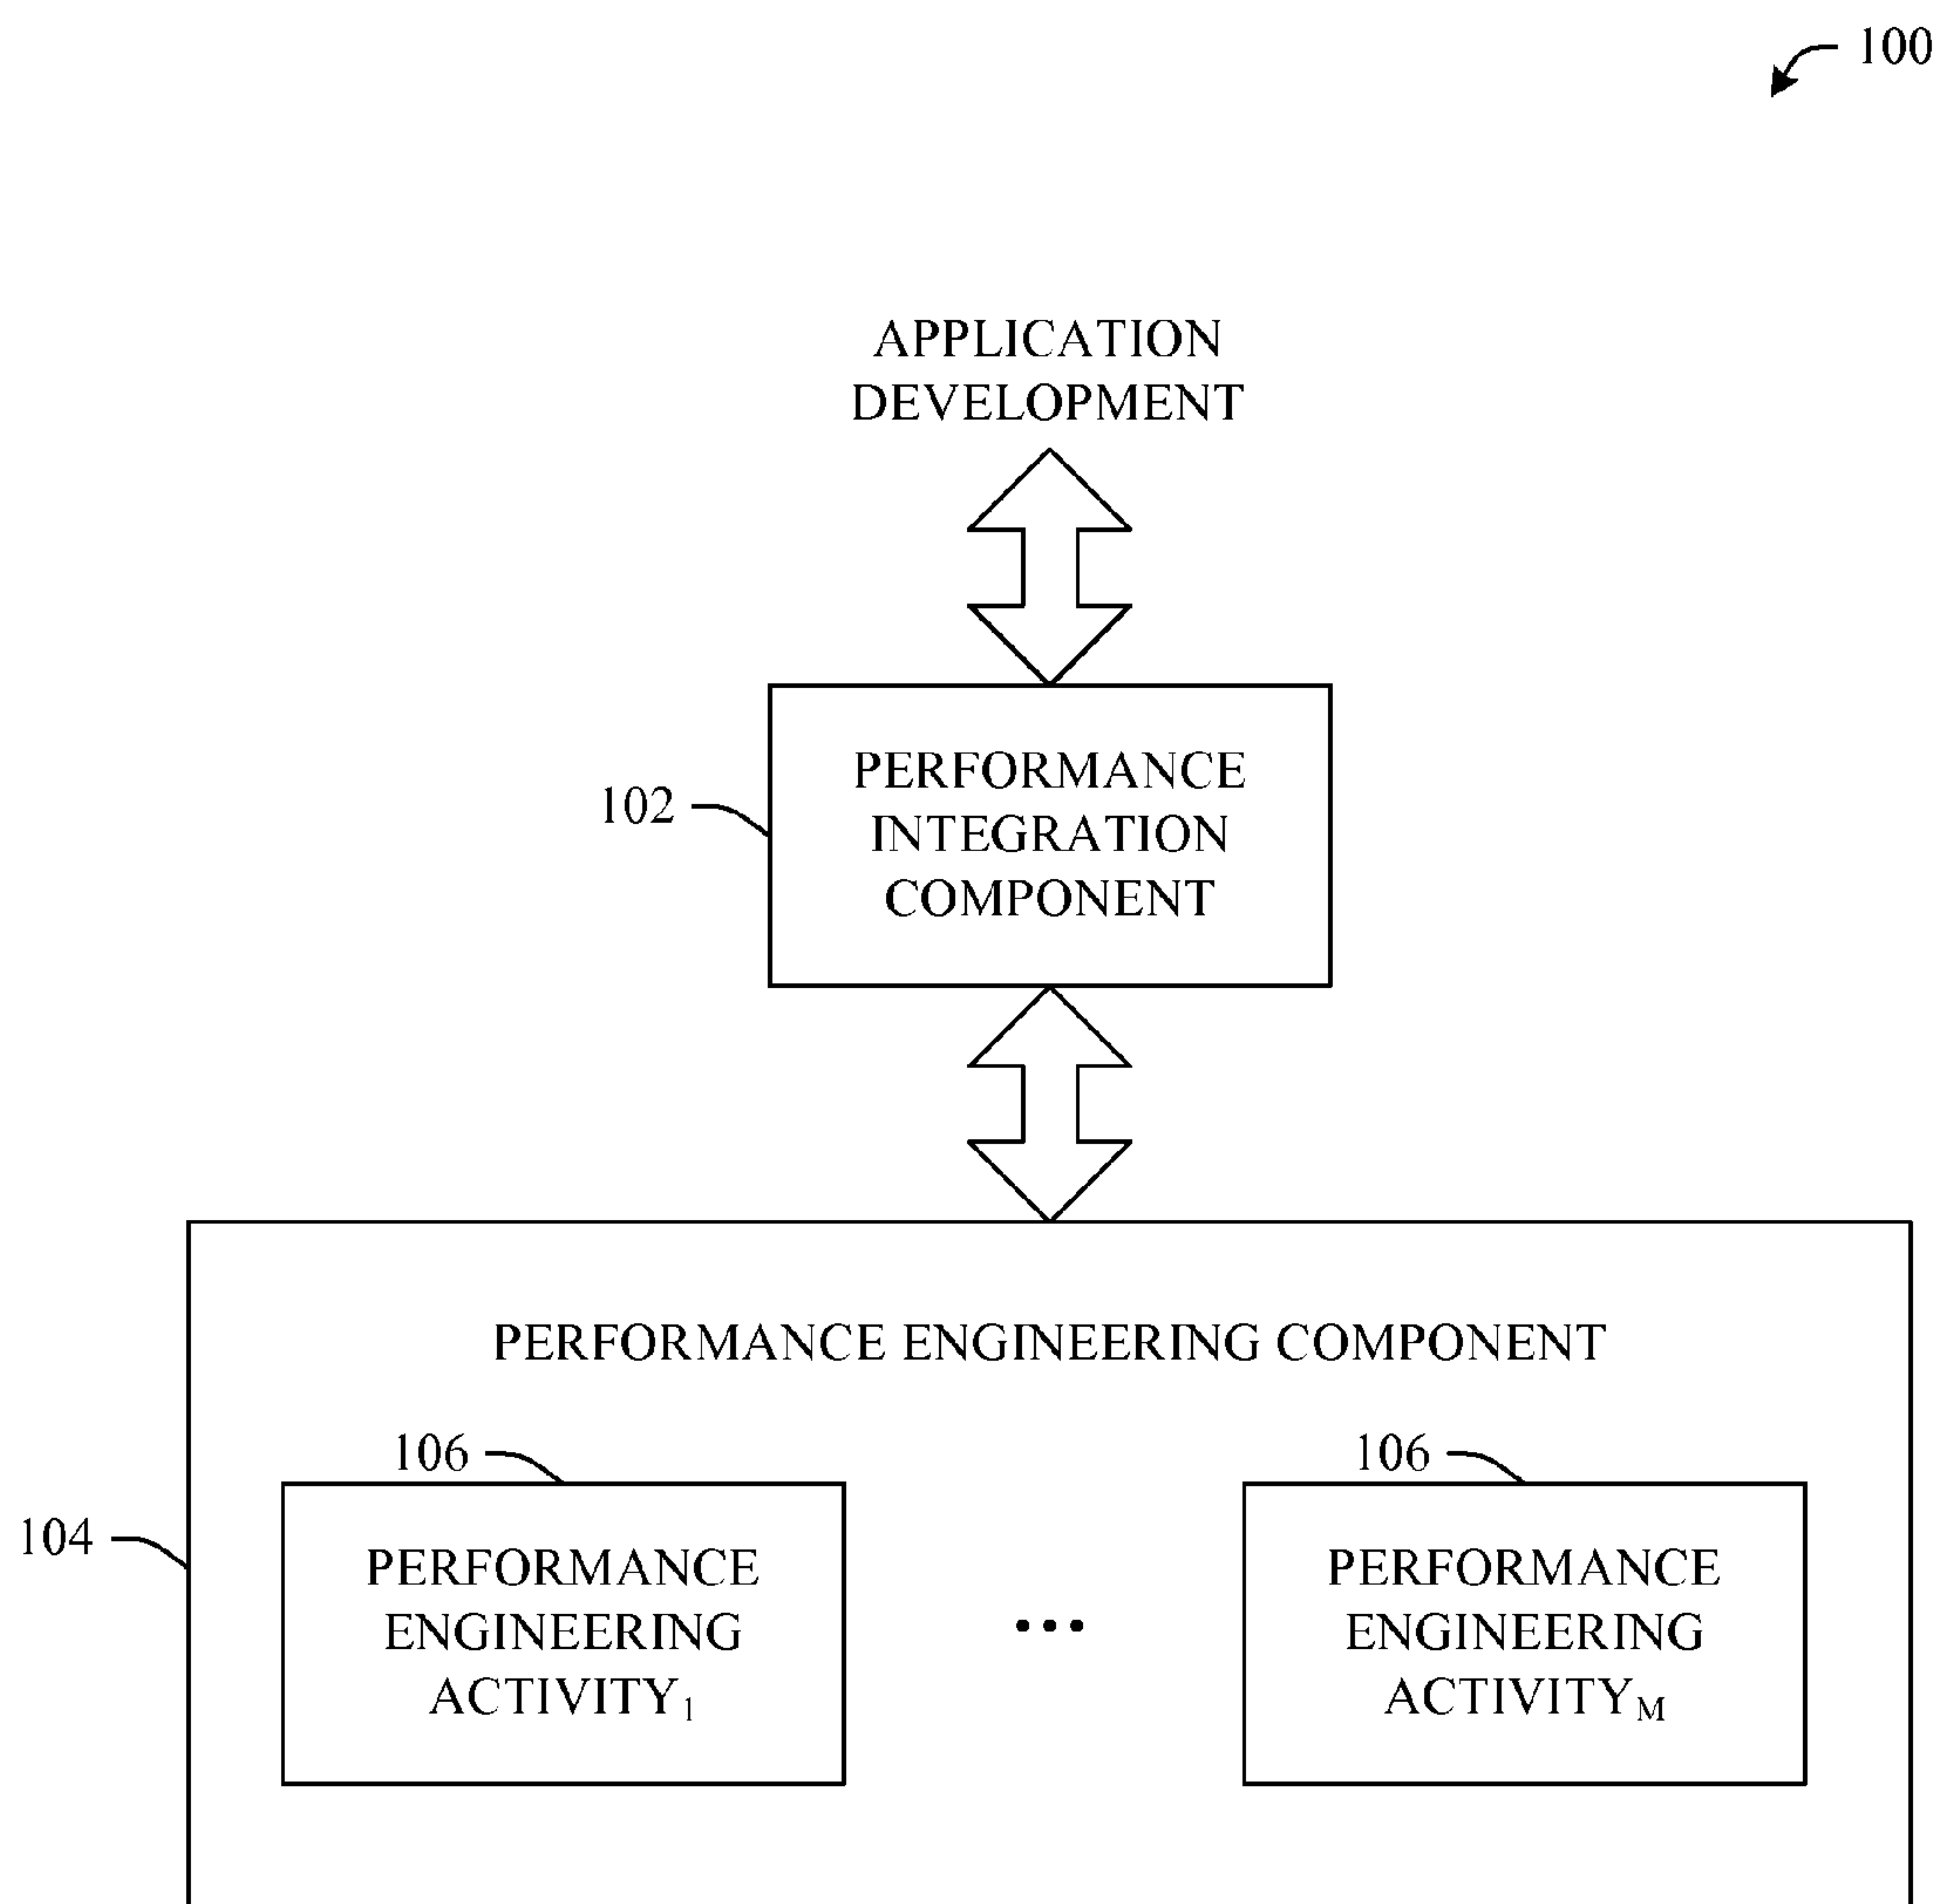 100
APPLICATION
DEVELOPMENT
102
PERFORMANCE
INTEGRATION
COMPONENT
PERFORMANCE ENGINEERING COMPONENT
106
106
104
PERFORMANCE
ENGINEERING
ACTIVITY1
...
PERFORMANCE
ENGINEERING
ACTIVITYM